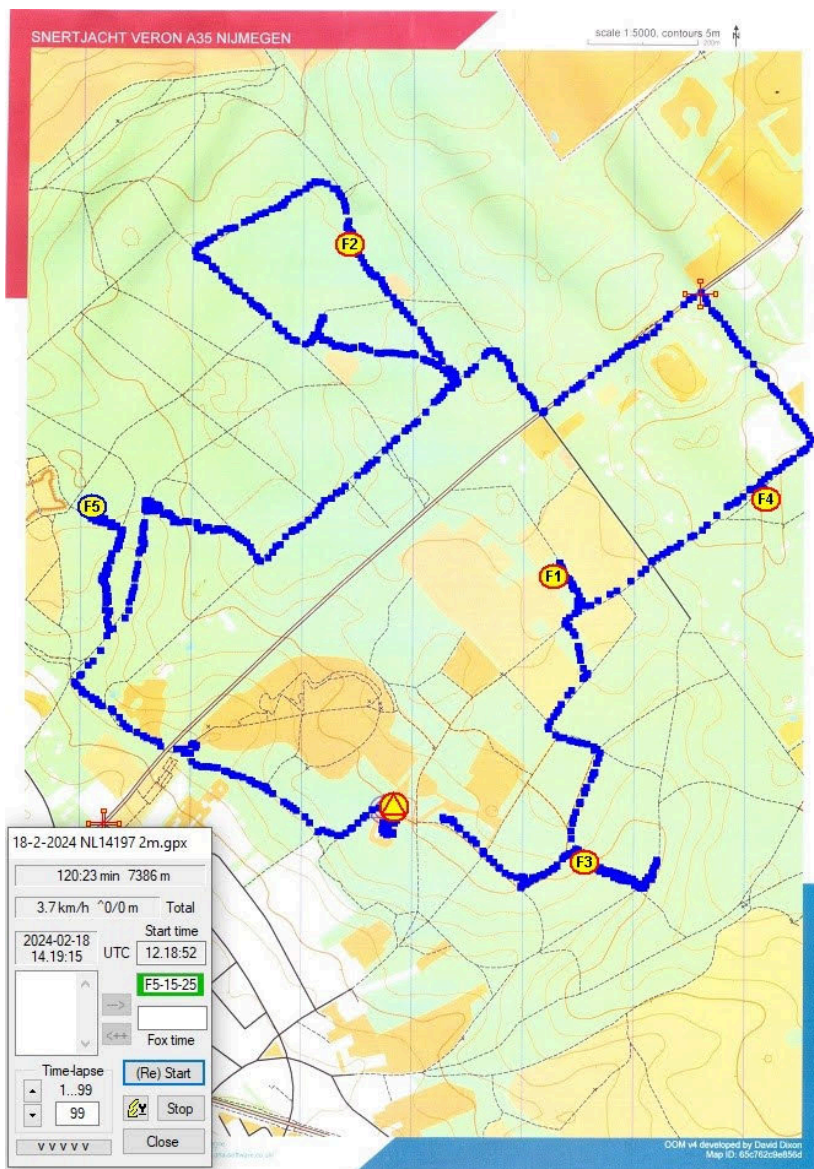 SNERTJACHT VERON A35 NIJMEGEN
scale 1:5000, contours 5m
N
200m
F2
F5
F4
F1
F3
18-2-2024 NL14197 2m.gpx
120:23 min 7386 m
3.7 km/h ^0/0 m Total
Start time
2024-02-18
14.19:15
UTC
12.18:52
F5-15-25
-->
<++
Fox time
Time-lapse
1...99
99
(Re) Start
Stop
Close
v v v v v
OOM v4 developed by David Dixon
Map ID: 65c762c9e856d